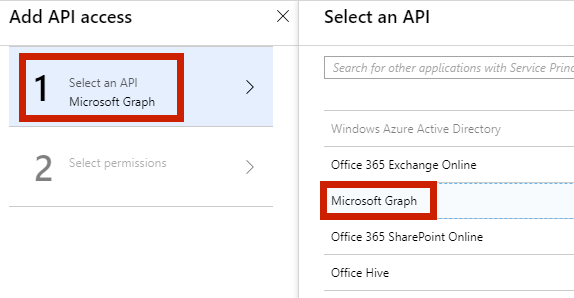 Add API access
1
Select an API
Microsoft Graph
2
Select permissions
Select an API
Search for other applications with Service Princ
Windows Azure Active Directory
Office 365 Exchange Online
Microsoft Graph
Office 365 SharePoint Online
Office Hive